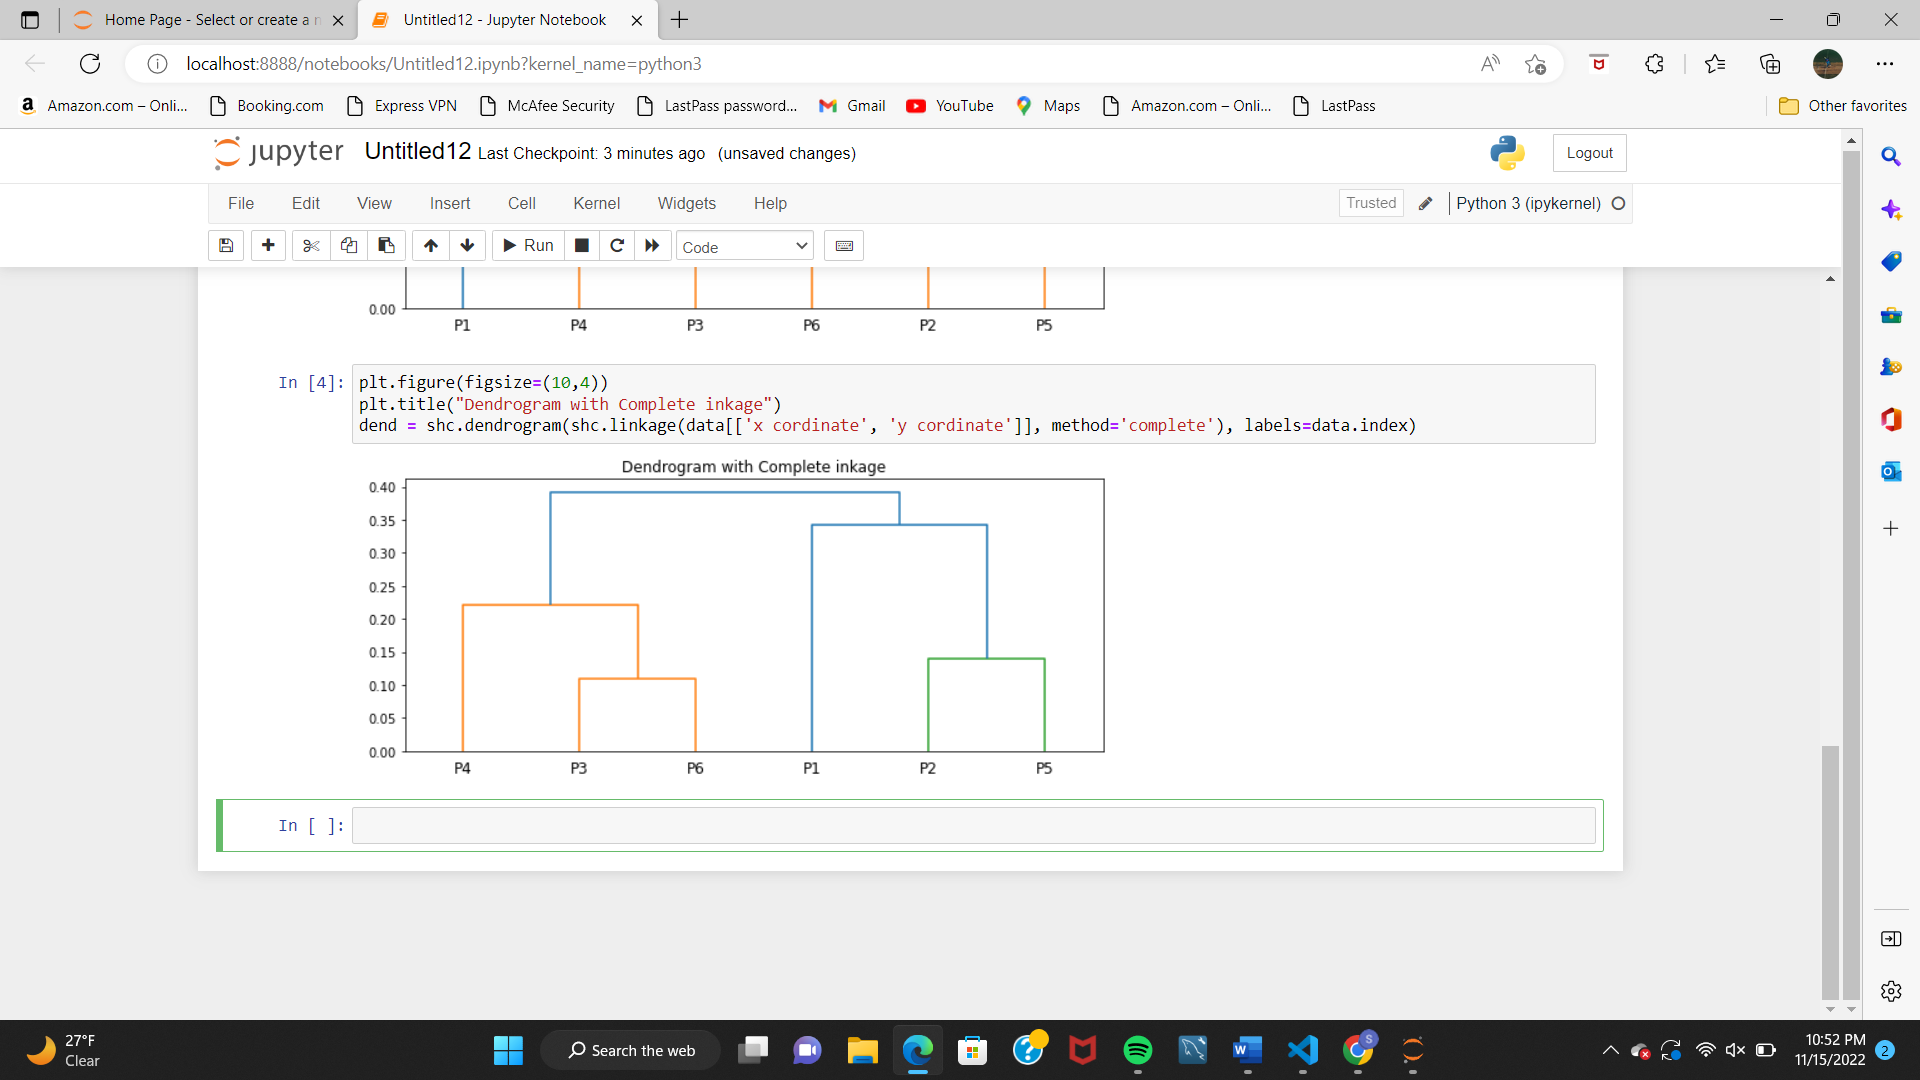 Home Page - Select or create a n
Untitled12 - Jupyter Notebook
localhost:8888/notebooks/Untitled12.ipynb?kernel_name=python3
Amazon.com – Onli...
Booking.com
Express VPN
McAfee Security
LastPass password...
Gmail
YouTube
Maps
Amazon.com – Onli...
LastPass
Other favorites
jupyter Untitled12 Last Checkpoint: 3 minutes ago (unsaved changes)
Logout
File Edit View Insert Cell Kernel Widgets Help
Trusted
Python 3 (ipykernel)
Run
Code
0.00
P1 P4 P3 P6 P2 P5
In [4]:
plt.figure(figsize=(10,4))
plt.title("Dendrogram with Complete inkage")
dend = shc.dendrogram(shc.linkage(data[['x cordinate', 'y cordinate']], method='complete'), labels=data.index)
Dendrogram with Complete inkage
0.40
0.35
0.30
0.25
0.20
0.15
0.10
0.05
0.00
P4 P3 P6 P1 P2 P5
In [ ]:
27°F
Clear
Search the web
10:52 PM
11/15/2022
2